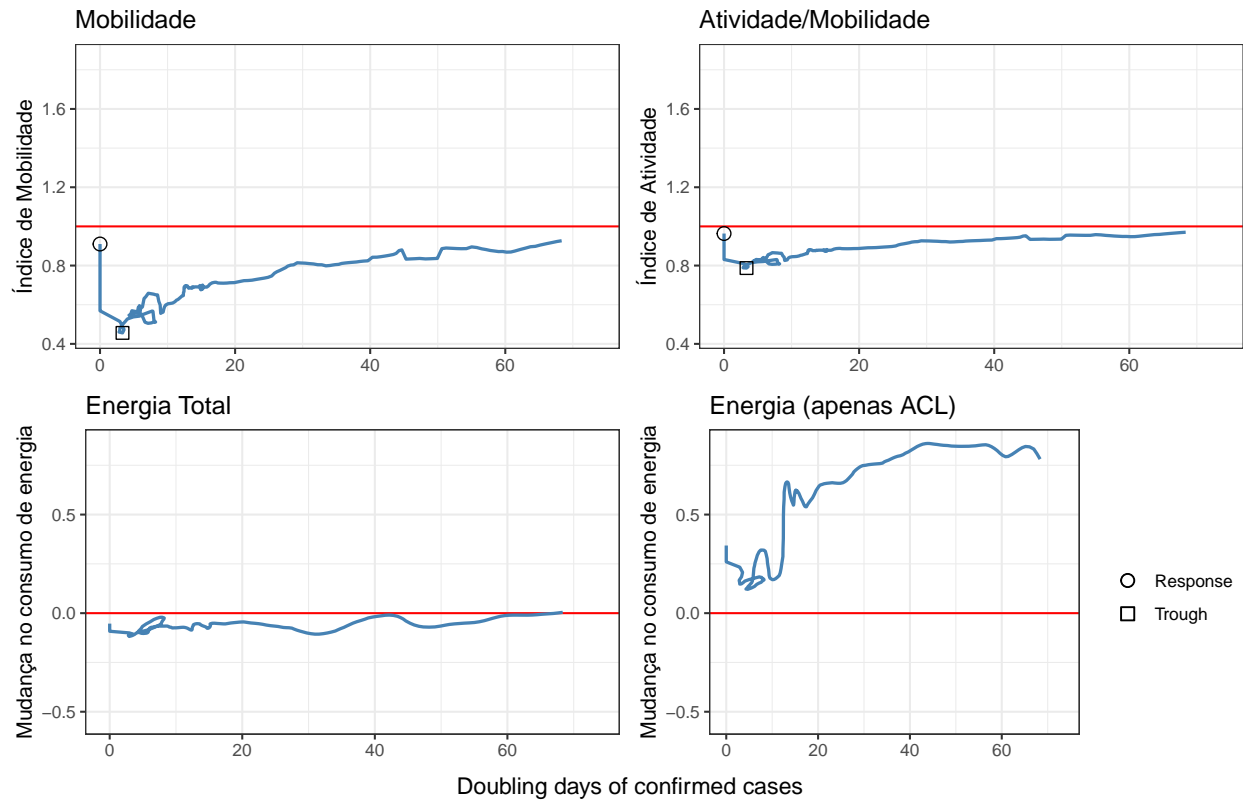 Mobilidade
Índice de Mobilidade
1.6
1.2
0.8
0.4
0 20 40 60
Atividade/Mobilidade
Índice de Atividade
1.6
1.2
0.8
0.4
0 20 40 60
Energia Total
Mudança no consumo de energia
0.5
0.0
−0.5
0 20 40 60
Energia (apenas ACL)
Mudança no consumo de energia
0.5
0.0
−0.5
0 20 40 60
Response
Trough
Doubling days of confirmed cases